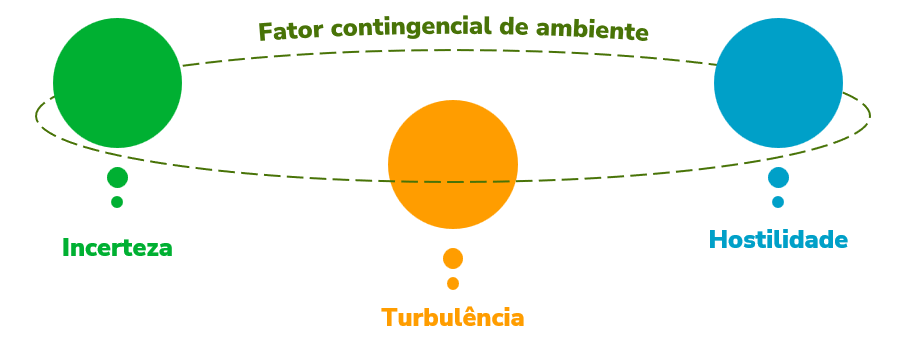 Fator contingencial de ambiente
Incerteza
Turbulência
Hostilidade